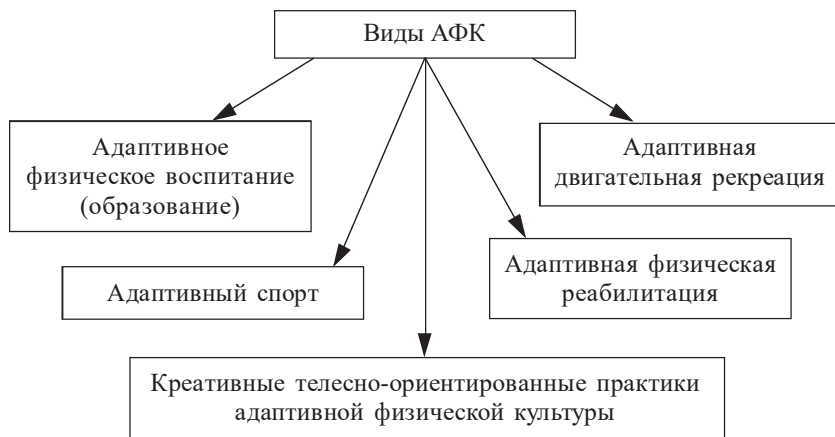 Виды АФК
Адаптивное
физическое воспитание
(образование)
Адаптивная
двигательная рекреация
Адаптивный спорт
Адаптивная физическая
реабилитация
Креативные телесно-ориентированные практики
адаптивной физической культуры